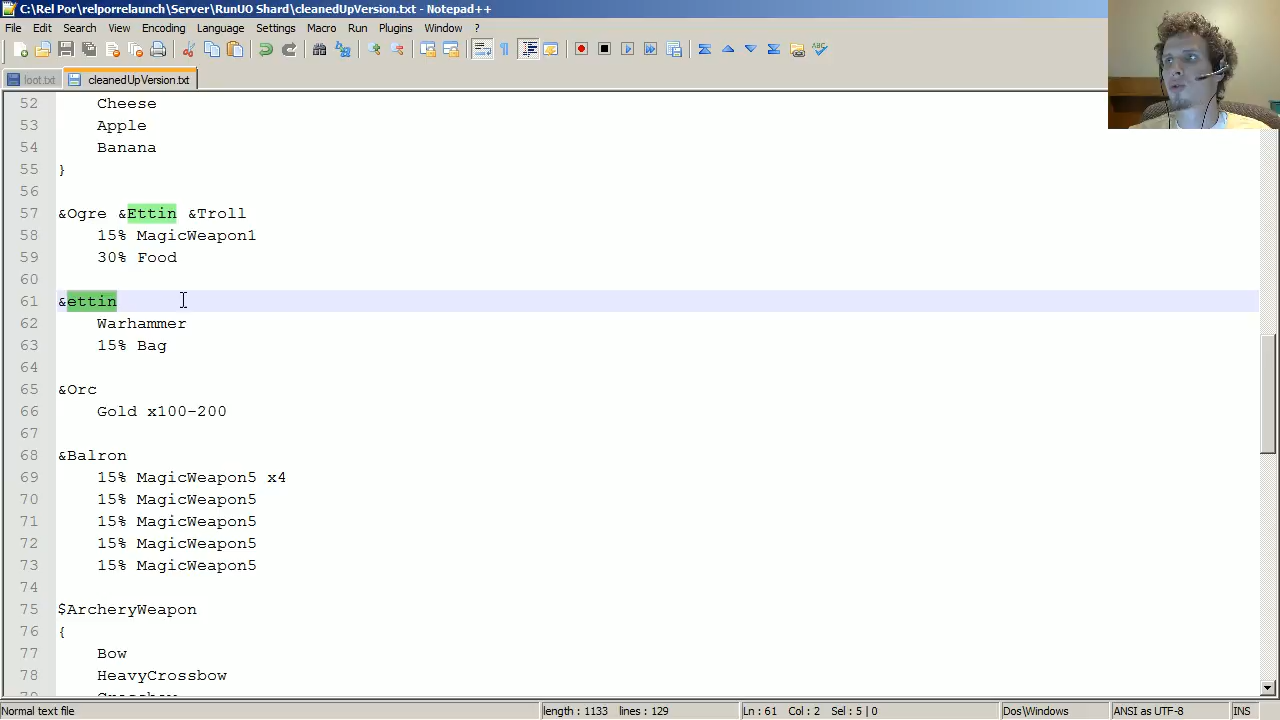 C:\Rel Por\relporrelaunch\Server\RunUO Shard\cleanedUpVersion.txt - Notepad++
File Edit Search View Encoding Language Settings Macro Run Plugins Window ?
loot.txt cleanedUpVersion.txt
52 Cheese
53 Apple
54 Banana
55 }
56
57 &Ogre &Ettin &Troll
58 15% MagicWeapon1
59 30% Food
60
61 &ettin
62 Warhammer
63 15% Bag
64
65 &Orc
66 Gold x100-200
67
68 &Balron
69 15% MagicWeapon5 x4
70 15% MagicWeapon5
71 15% MagicWeapon5
72 15% MagicWeapon5
73 15% MagicWeapon5
74
75 $ArcheryWeapon
76 {
77 Bow
78 HeavyCrossbow
Normal text file length : 1133 lines : 129 Ln : 61 Col : 2 Sel : 5 | 0 Dos\Windows ANSI as UTF-8 INS